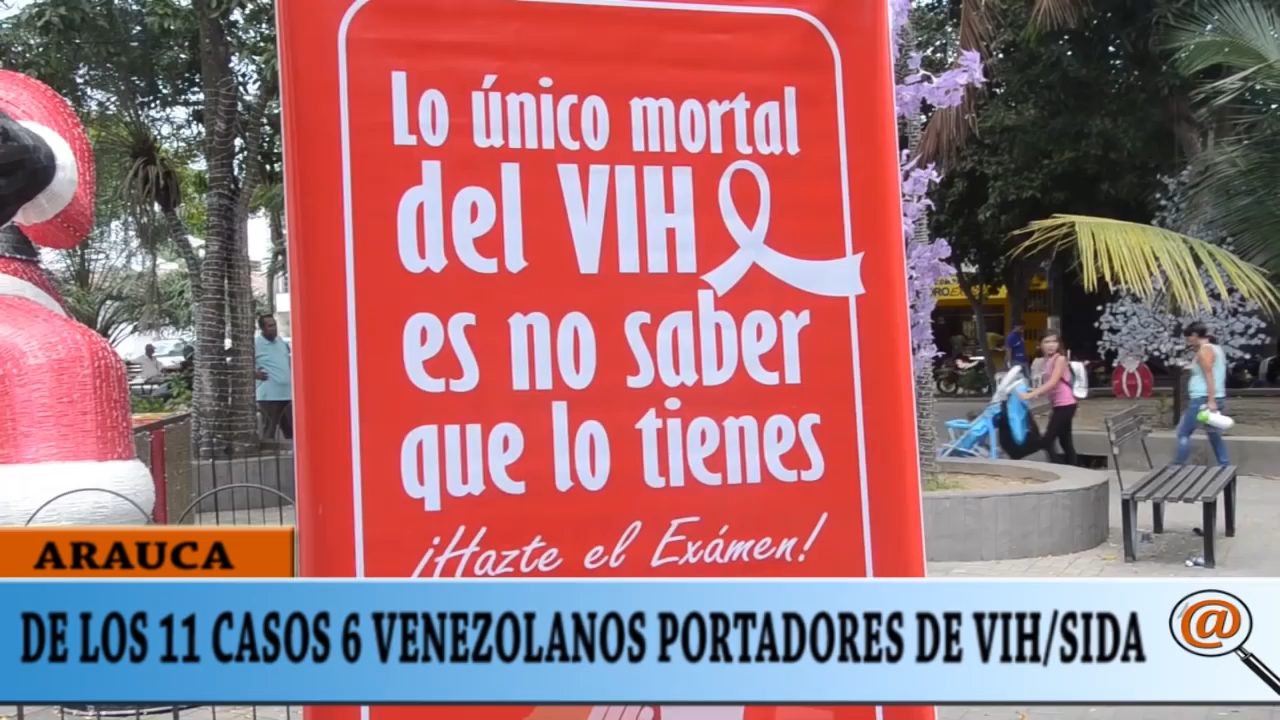 Lo único mortal
del VIH
es no saber
que lo tienes
¡Hazte el Exámen!
ARAUCA
DE LOS 11 CASOS 6 VENEZOLANOS PORTADORES DE VIH/SIDA
@